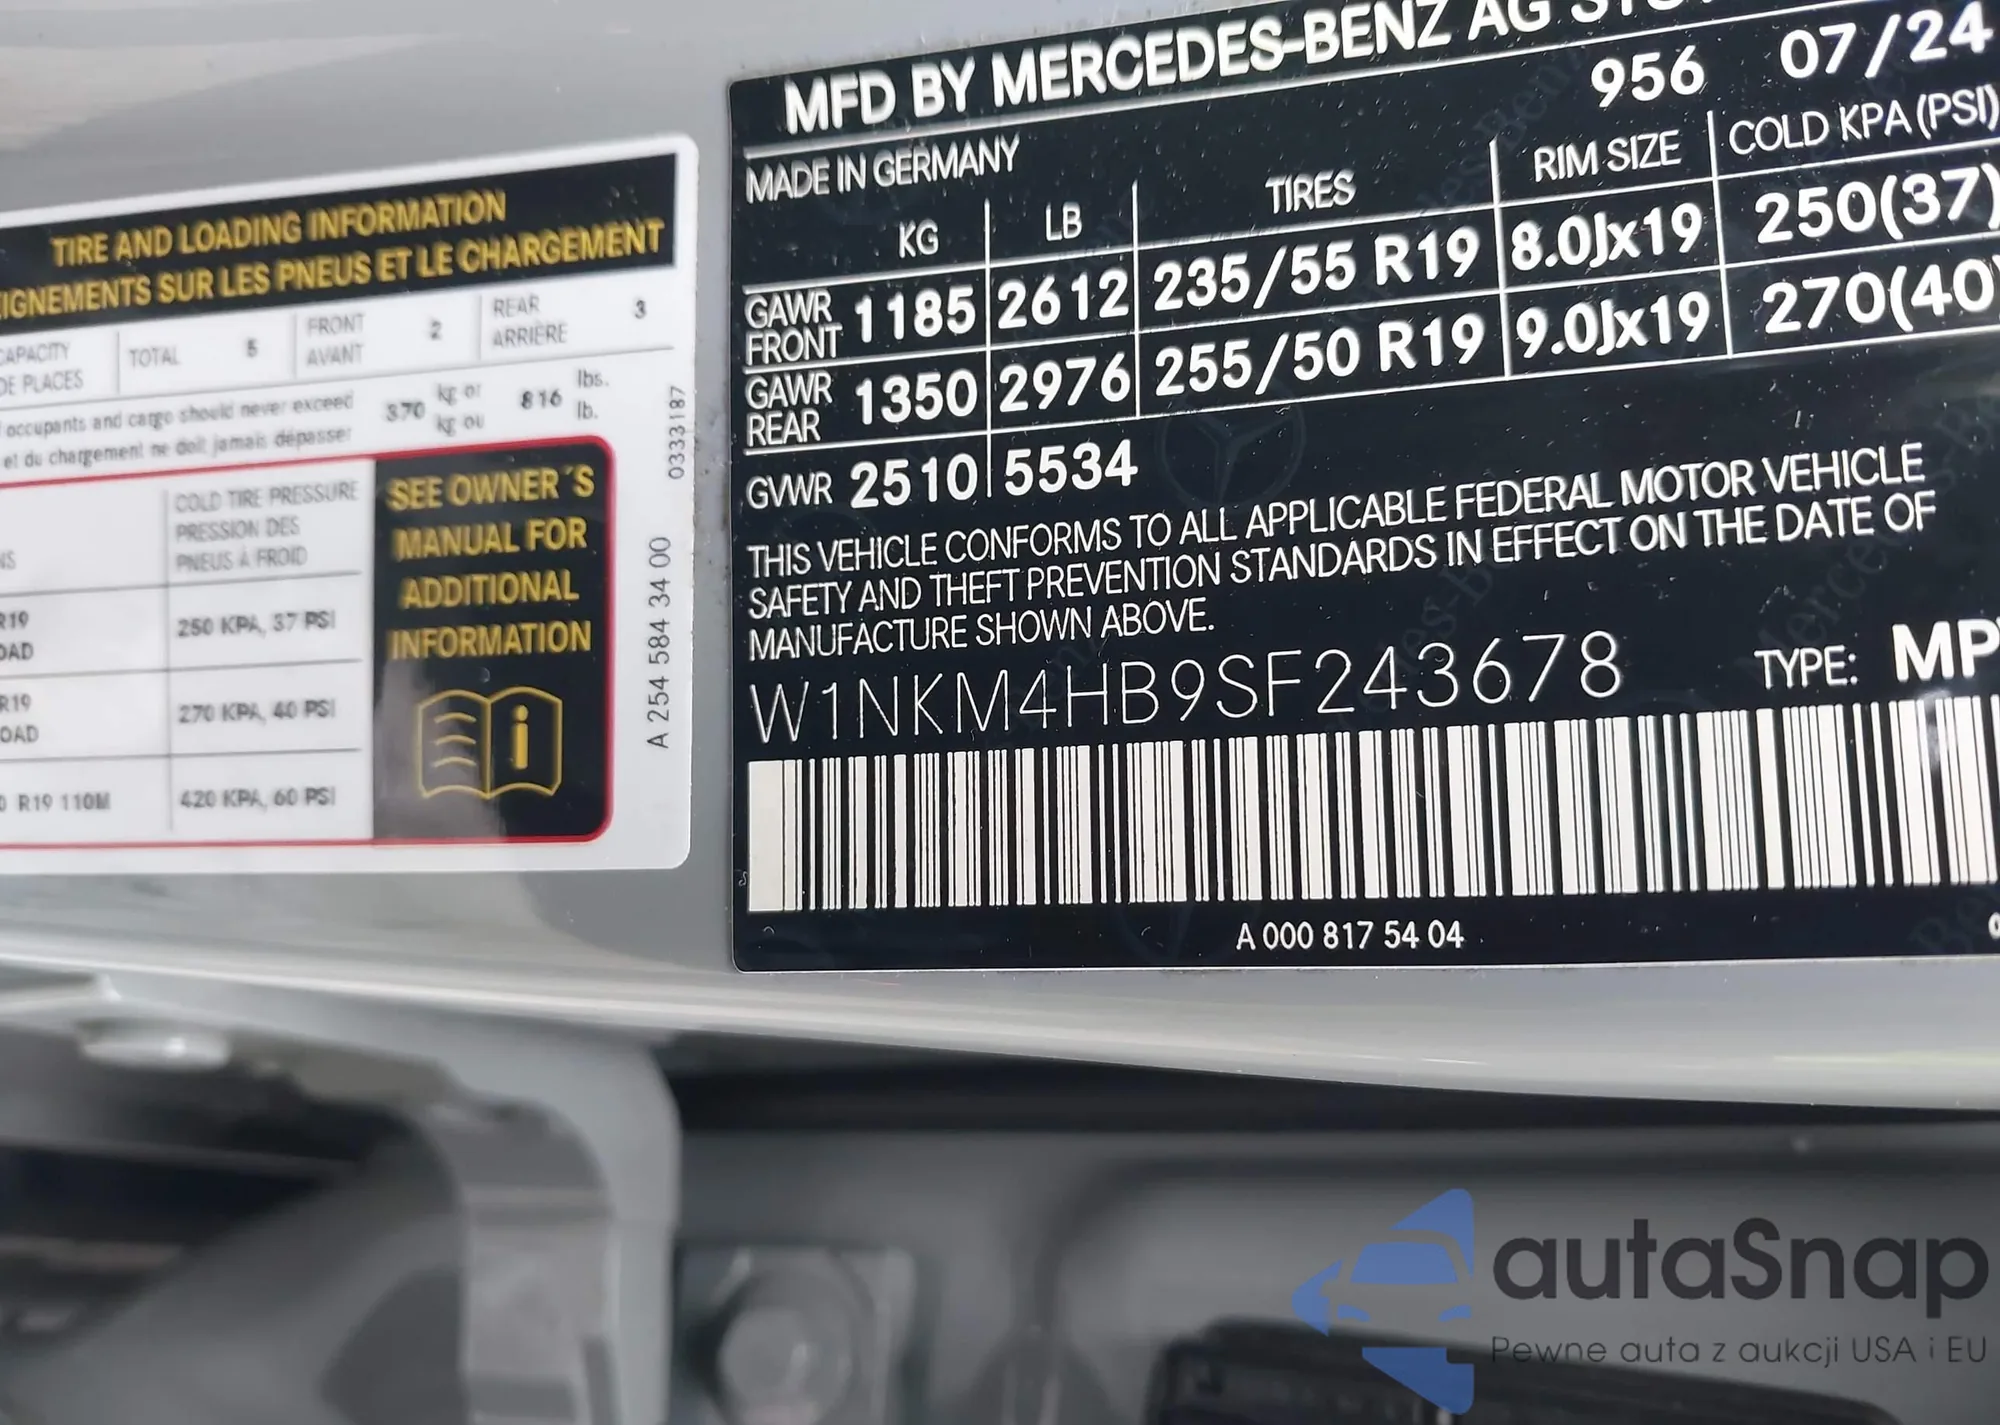 TIRE AND LOADING INFORMATION
SUR LES PNEUS ET LE CHARGEMENT
TOTAL 5 FRONT 2 REAR 3
DE PLACES AVANT ARRIÈRE
occupants and cargo should never exceed 370 kg or 816 lbs.
et du chargement ne doit jamais dépasser kg ou lb.
COLD TIRE PRESSURE
PRESSION DES
PNEUS À FROID
R19 250 KPA, 37 PSI
R19 270 KPA, 40 PSI
R19 110M 420 KPA, 60 PSI
SEE OWNER´S
MANUAL FOR
ADDITIONAL
INFORMATION
i
A 254 584 34 00 0333187
MFD BY MERCEDES-BENZ AG
MADE IN GERMANY 956 07/24
KG LB TIRES RIM SIZE COLD KPA (PSI)
GAWR FRONT 1185 2612 235/55 R19 8.0Jx19 250(37)
GAWR REAR 1350 2976 255/50 R19 9.0Jx19 270(40)
GVWR 2510 5534
THIS VEHICLE CONFORMS TO ALL APPLICABLE FEDERAL MOTOR VEHICLE
SAFETY AND THEFT PREVENTION STANDARDS IN EFFECT ON THE DATE OF
MANUFACTURE SHOWN ABOVE.
W1NKM4HB9SF243678 TYPE: MP
A 000 817 54 04
autaSnap
Pewne auta z aukcji USA i EU